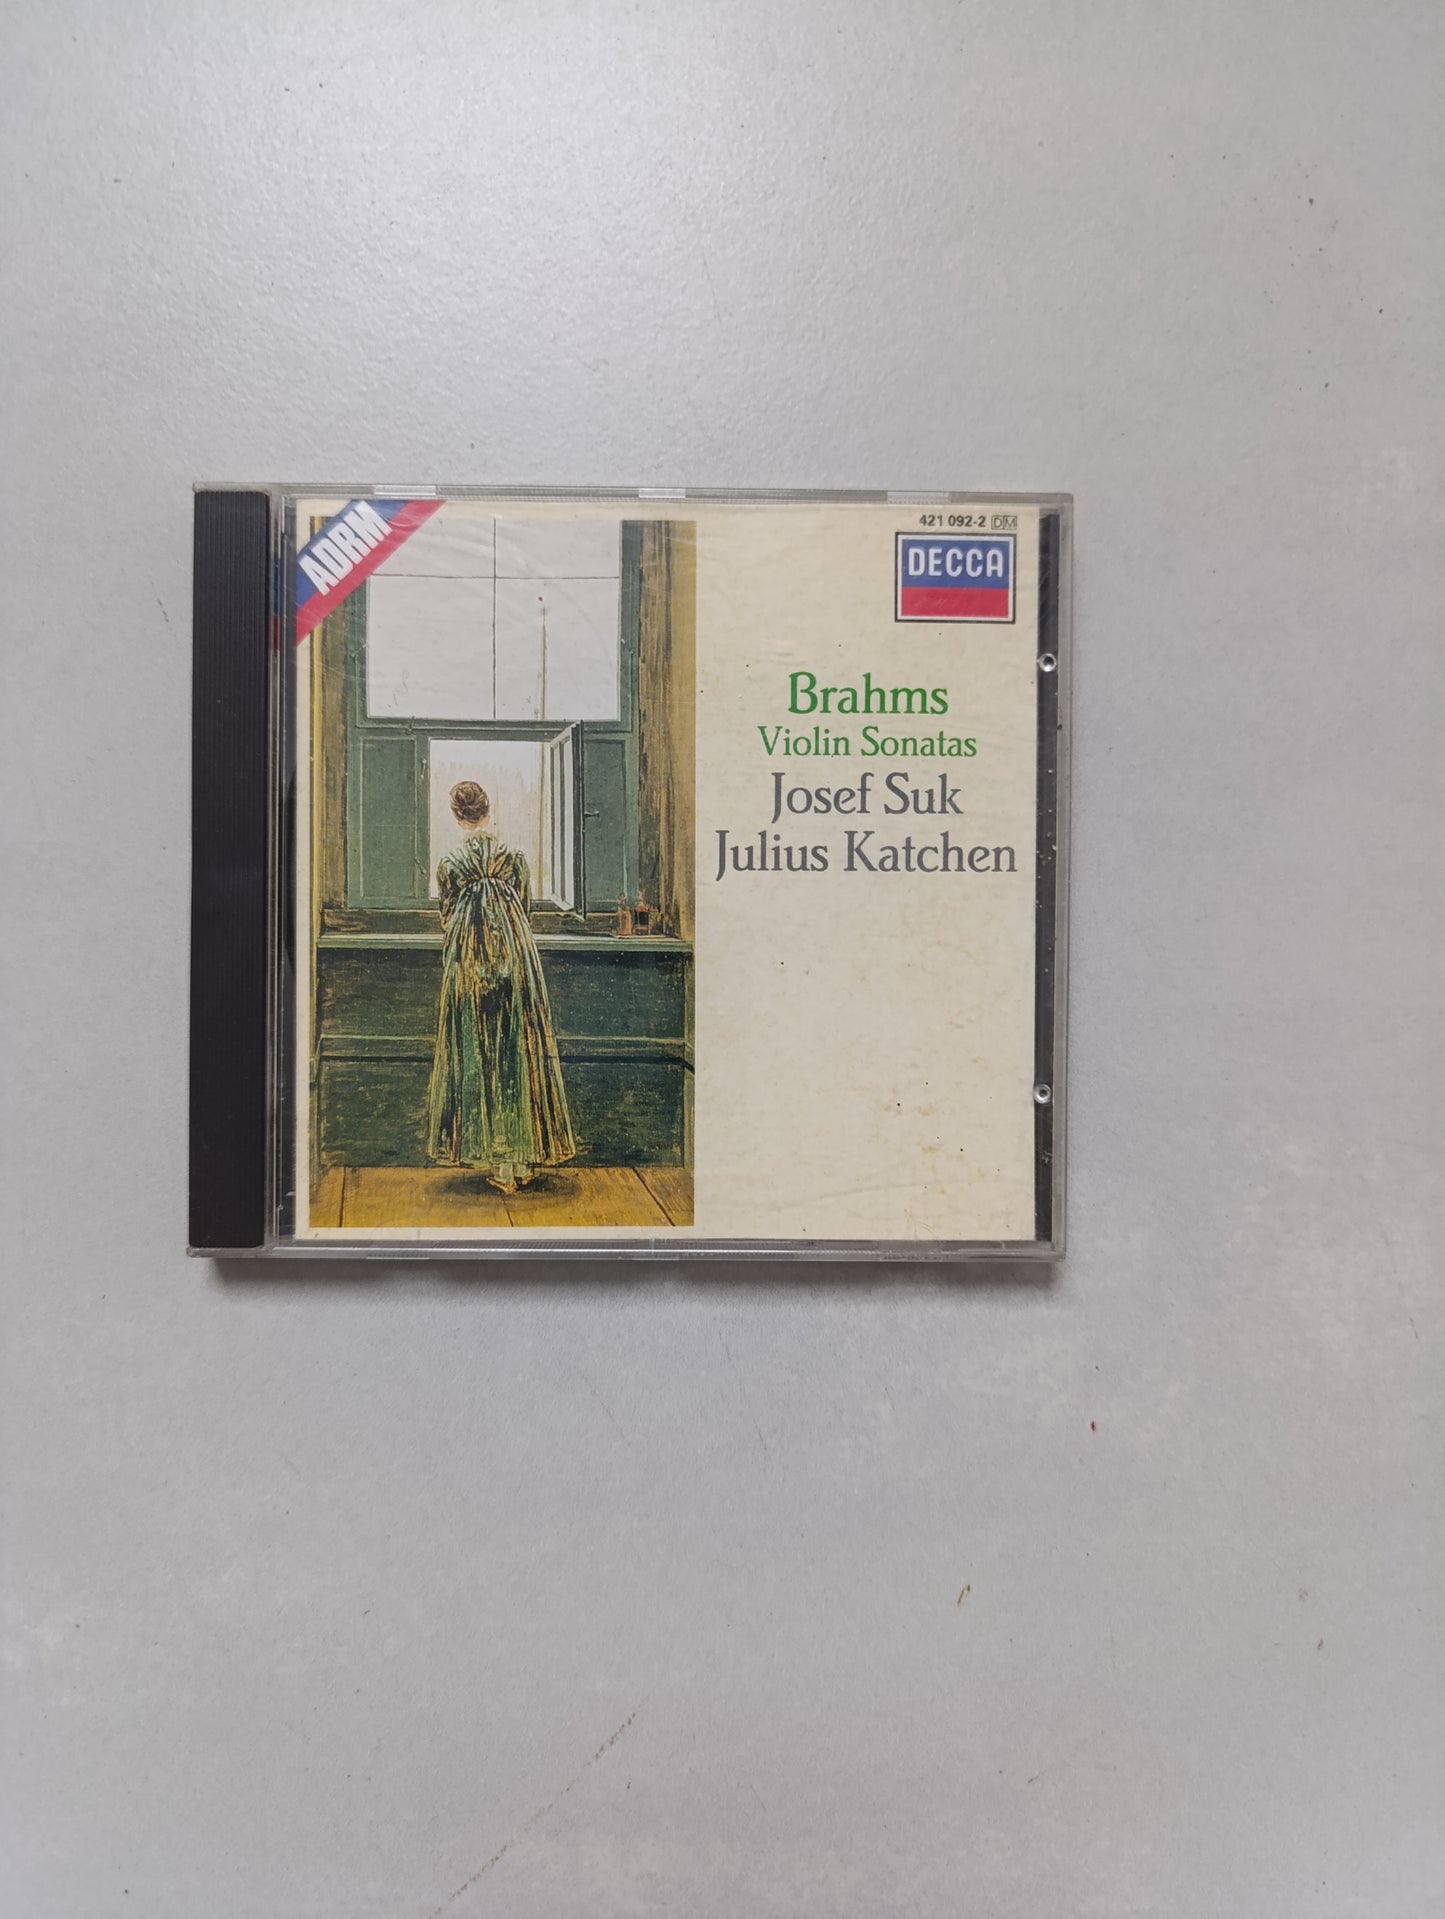 ADRM
421 092-2 DM
DECCA
Brahms
Violin Sonatas
Josef Suk
Julius Katchen